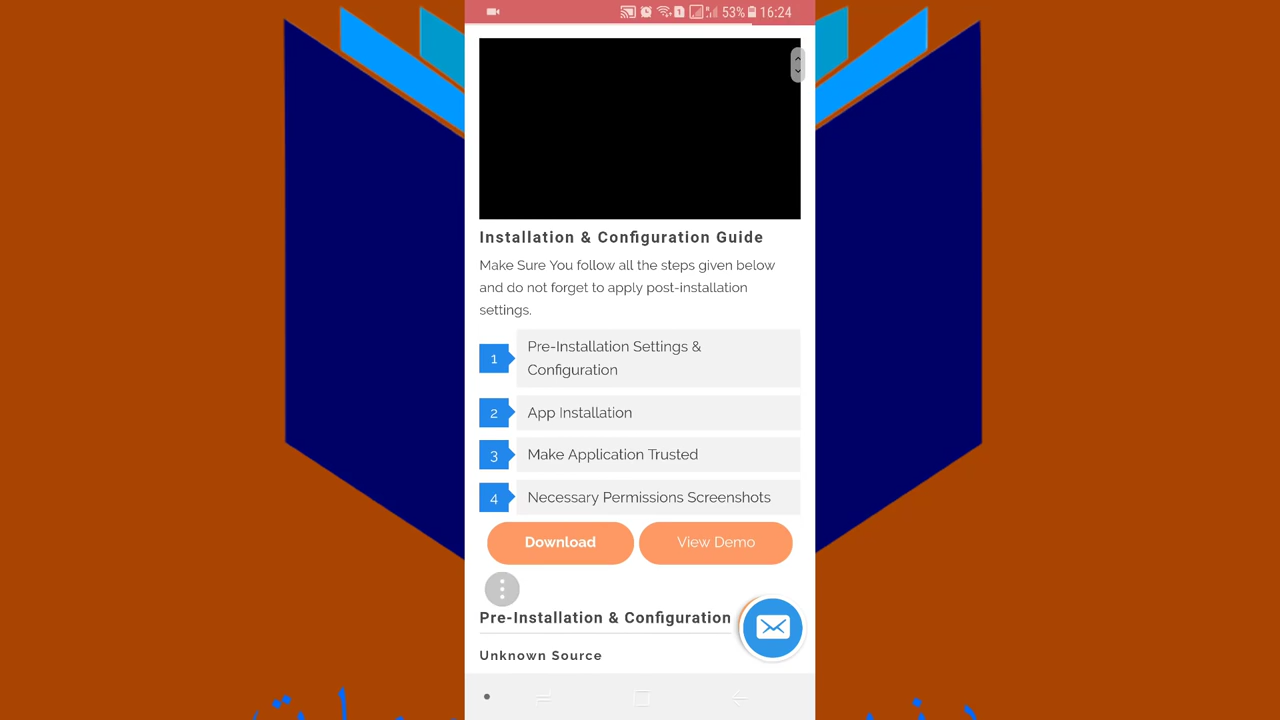 53% 16:24
Installation & Configuration Guide
Make Sure You follow all the steps given below
and do not forget to apply post-installation
settings.
1 Pre-Installation Settings &
Configuration
2 App Installation
3 Make Application Trusted
4 Necessary Permissions Screenshots
Download View Demo
Pre-Installation & Configuration
Unknown Source